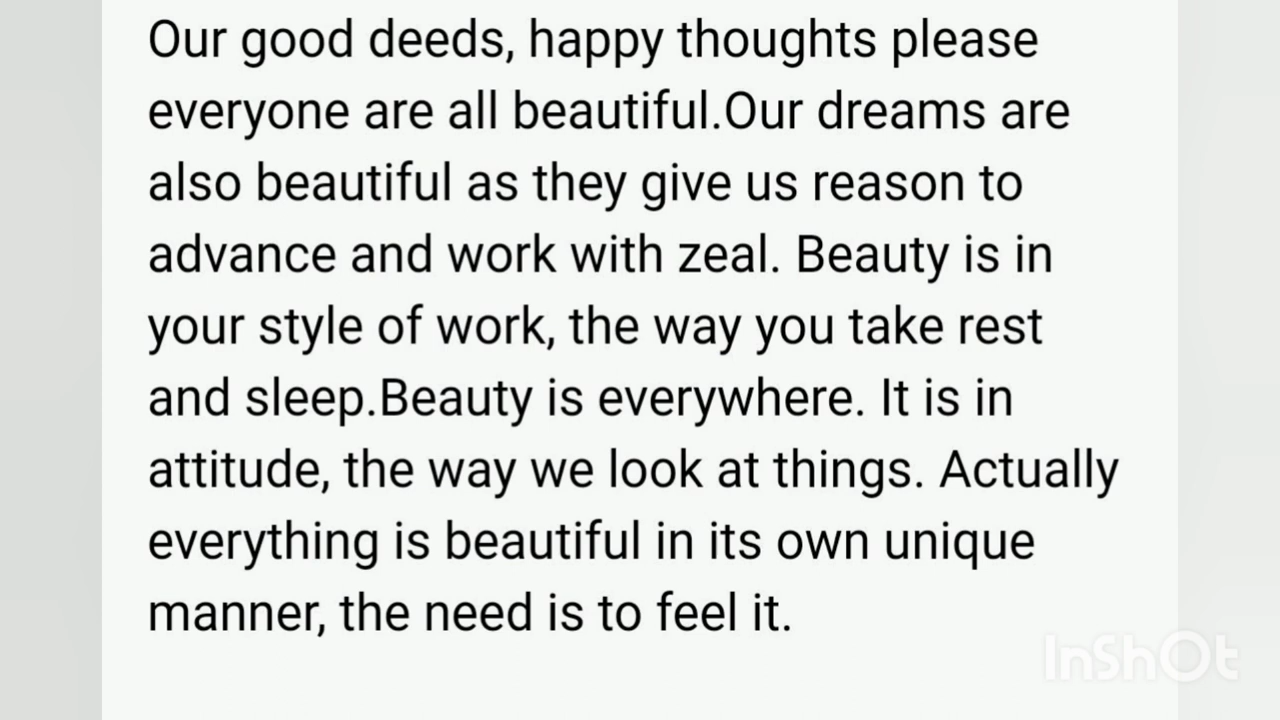 Our good deeds, happy thoughts please
everyone are all beautiful.Our dreams are
also beautiful as they give us reason to
advance and work with zeal. Beauty is in
your style of work, the way you take rest
and sleep.Beauty is everywhere. It is in
attitude, the way we look at things. Actually
everything is beautiful in its own unique
manner, the need is to feel it.
InShOt